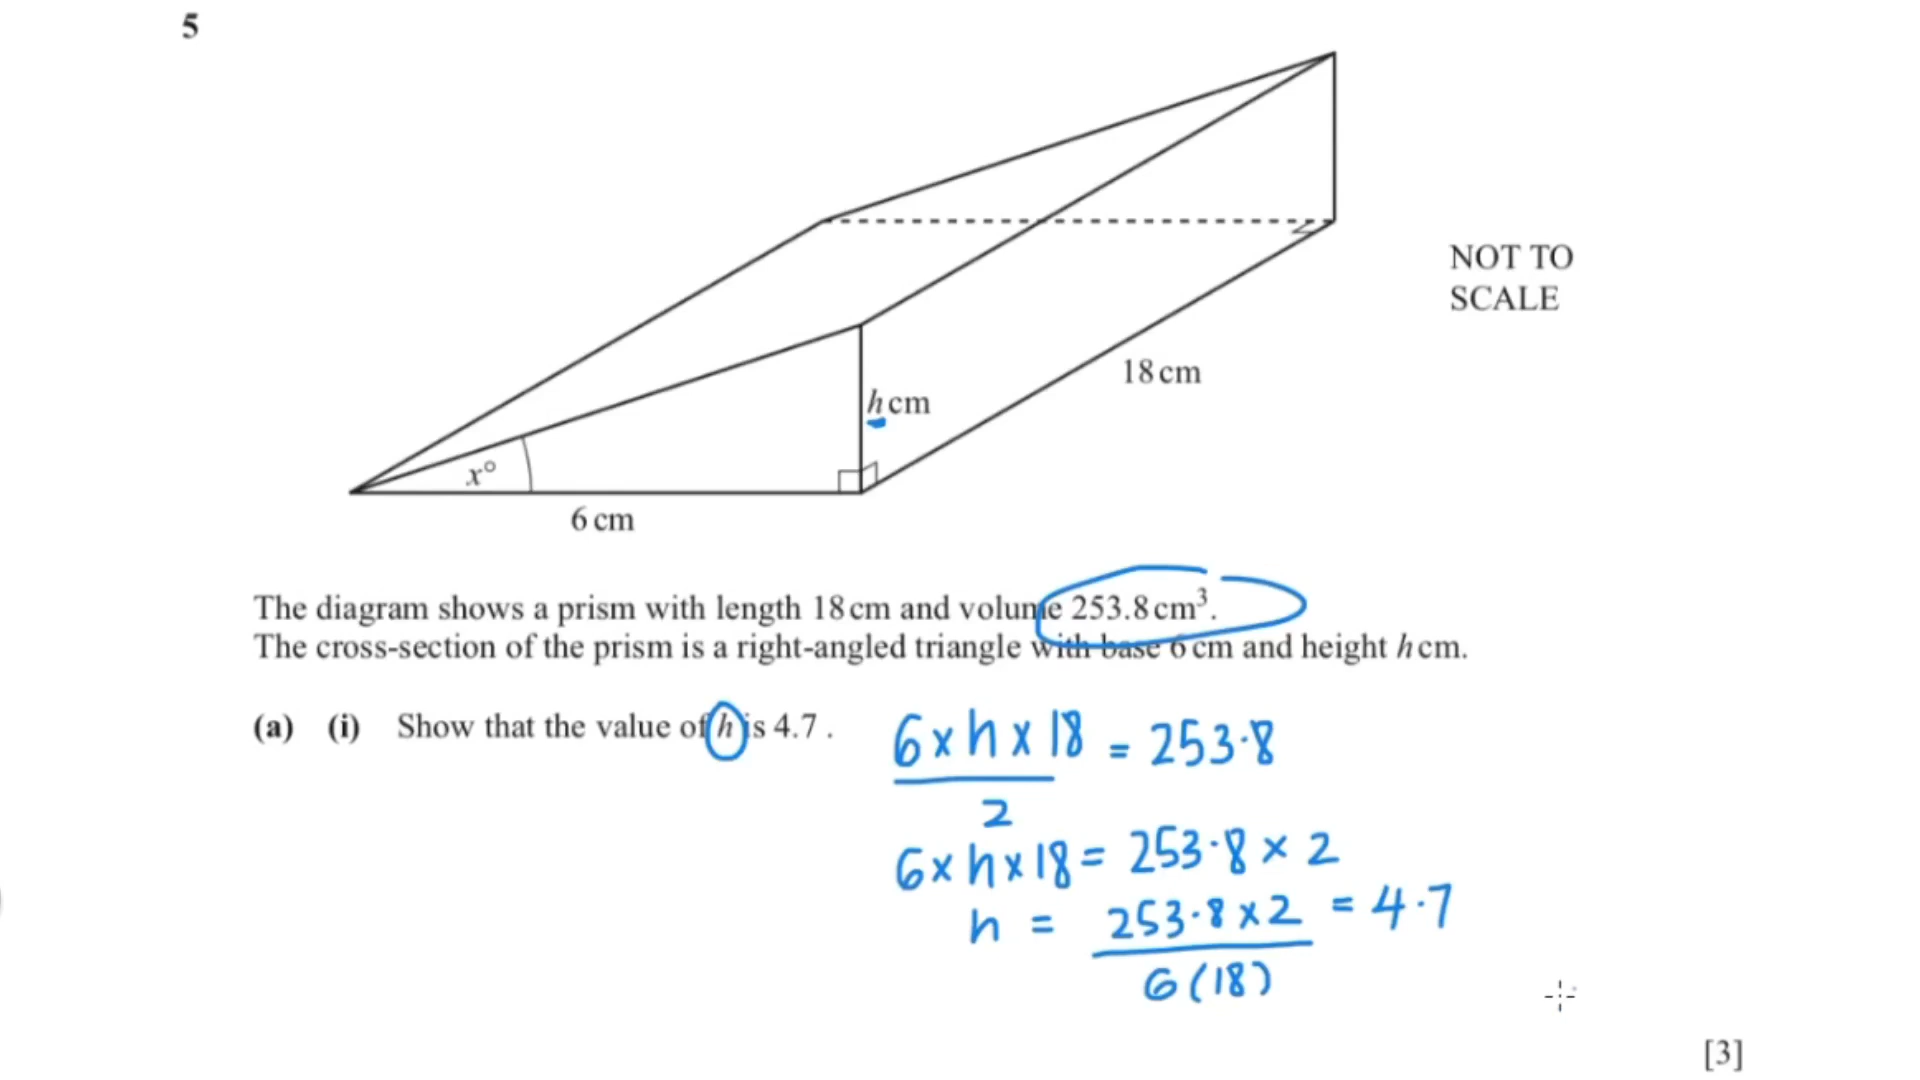 5
NOT TO
SCALE
18 cm
h cm
x°
6 cm
The diagram shows a prism with length 18 cm and volume 253.8 cm³.
The cross-section of the prism is a right-angled triangle with base 6 cm and height h cm.
(a) (i) Show that the value of h is 4.7 .
6 × h × 18 = 253.8
2
6 × h × 18 = 253.8 × 2
h = 253.8 × 2 = 4.7
6 (18)
[3]